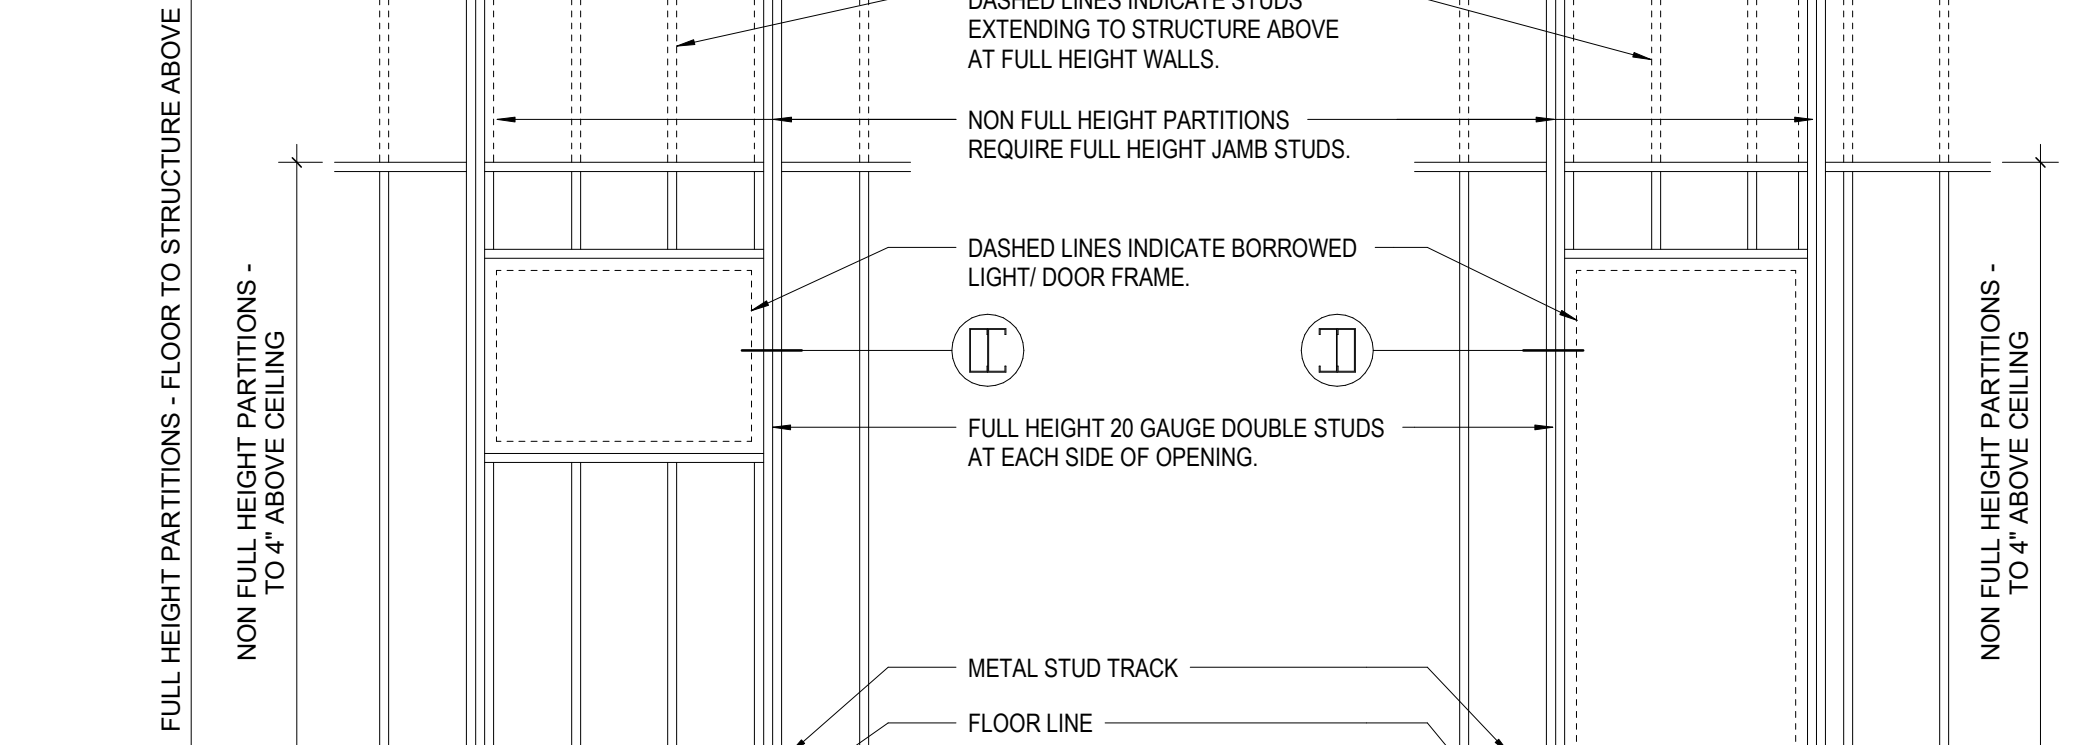 FULL HEIGHT PARTITIONS - FLOOR TO STRUCTURE ABOVE
NON FULL HEIGHT PARTITIONS -
TO 4" ABOVE CEILING
DASHED LINES INDICATE STUDS
EXTENDING TO STRUCTURE ABOVE
AT FULL HEIGHT WALLS.
NON FULL HEIGHT PARTITIONS
REQUIRE FULL HEIGHT JAMB STUDS.
DASHED LINES INDICATE BORROWED
LIGHT/ DOOR FRAME.
FULL HEIGHT 20 GAUGE DOUBLE STUDS
AT EACH SIDE OF OPENING.
METAL STUD TRACK
FLOOR LINE
NON FULL HEIGHT PARTITIONS -
TO 4" ABOVE CEILING